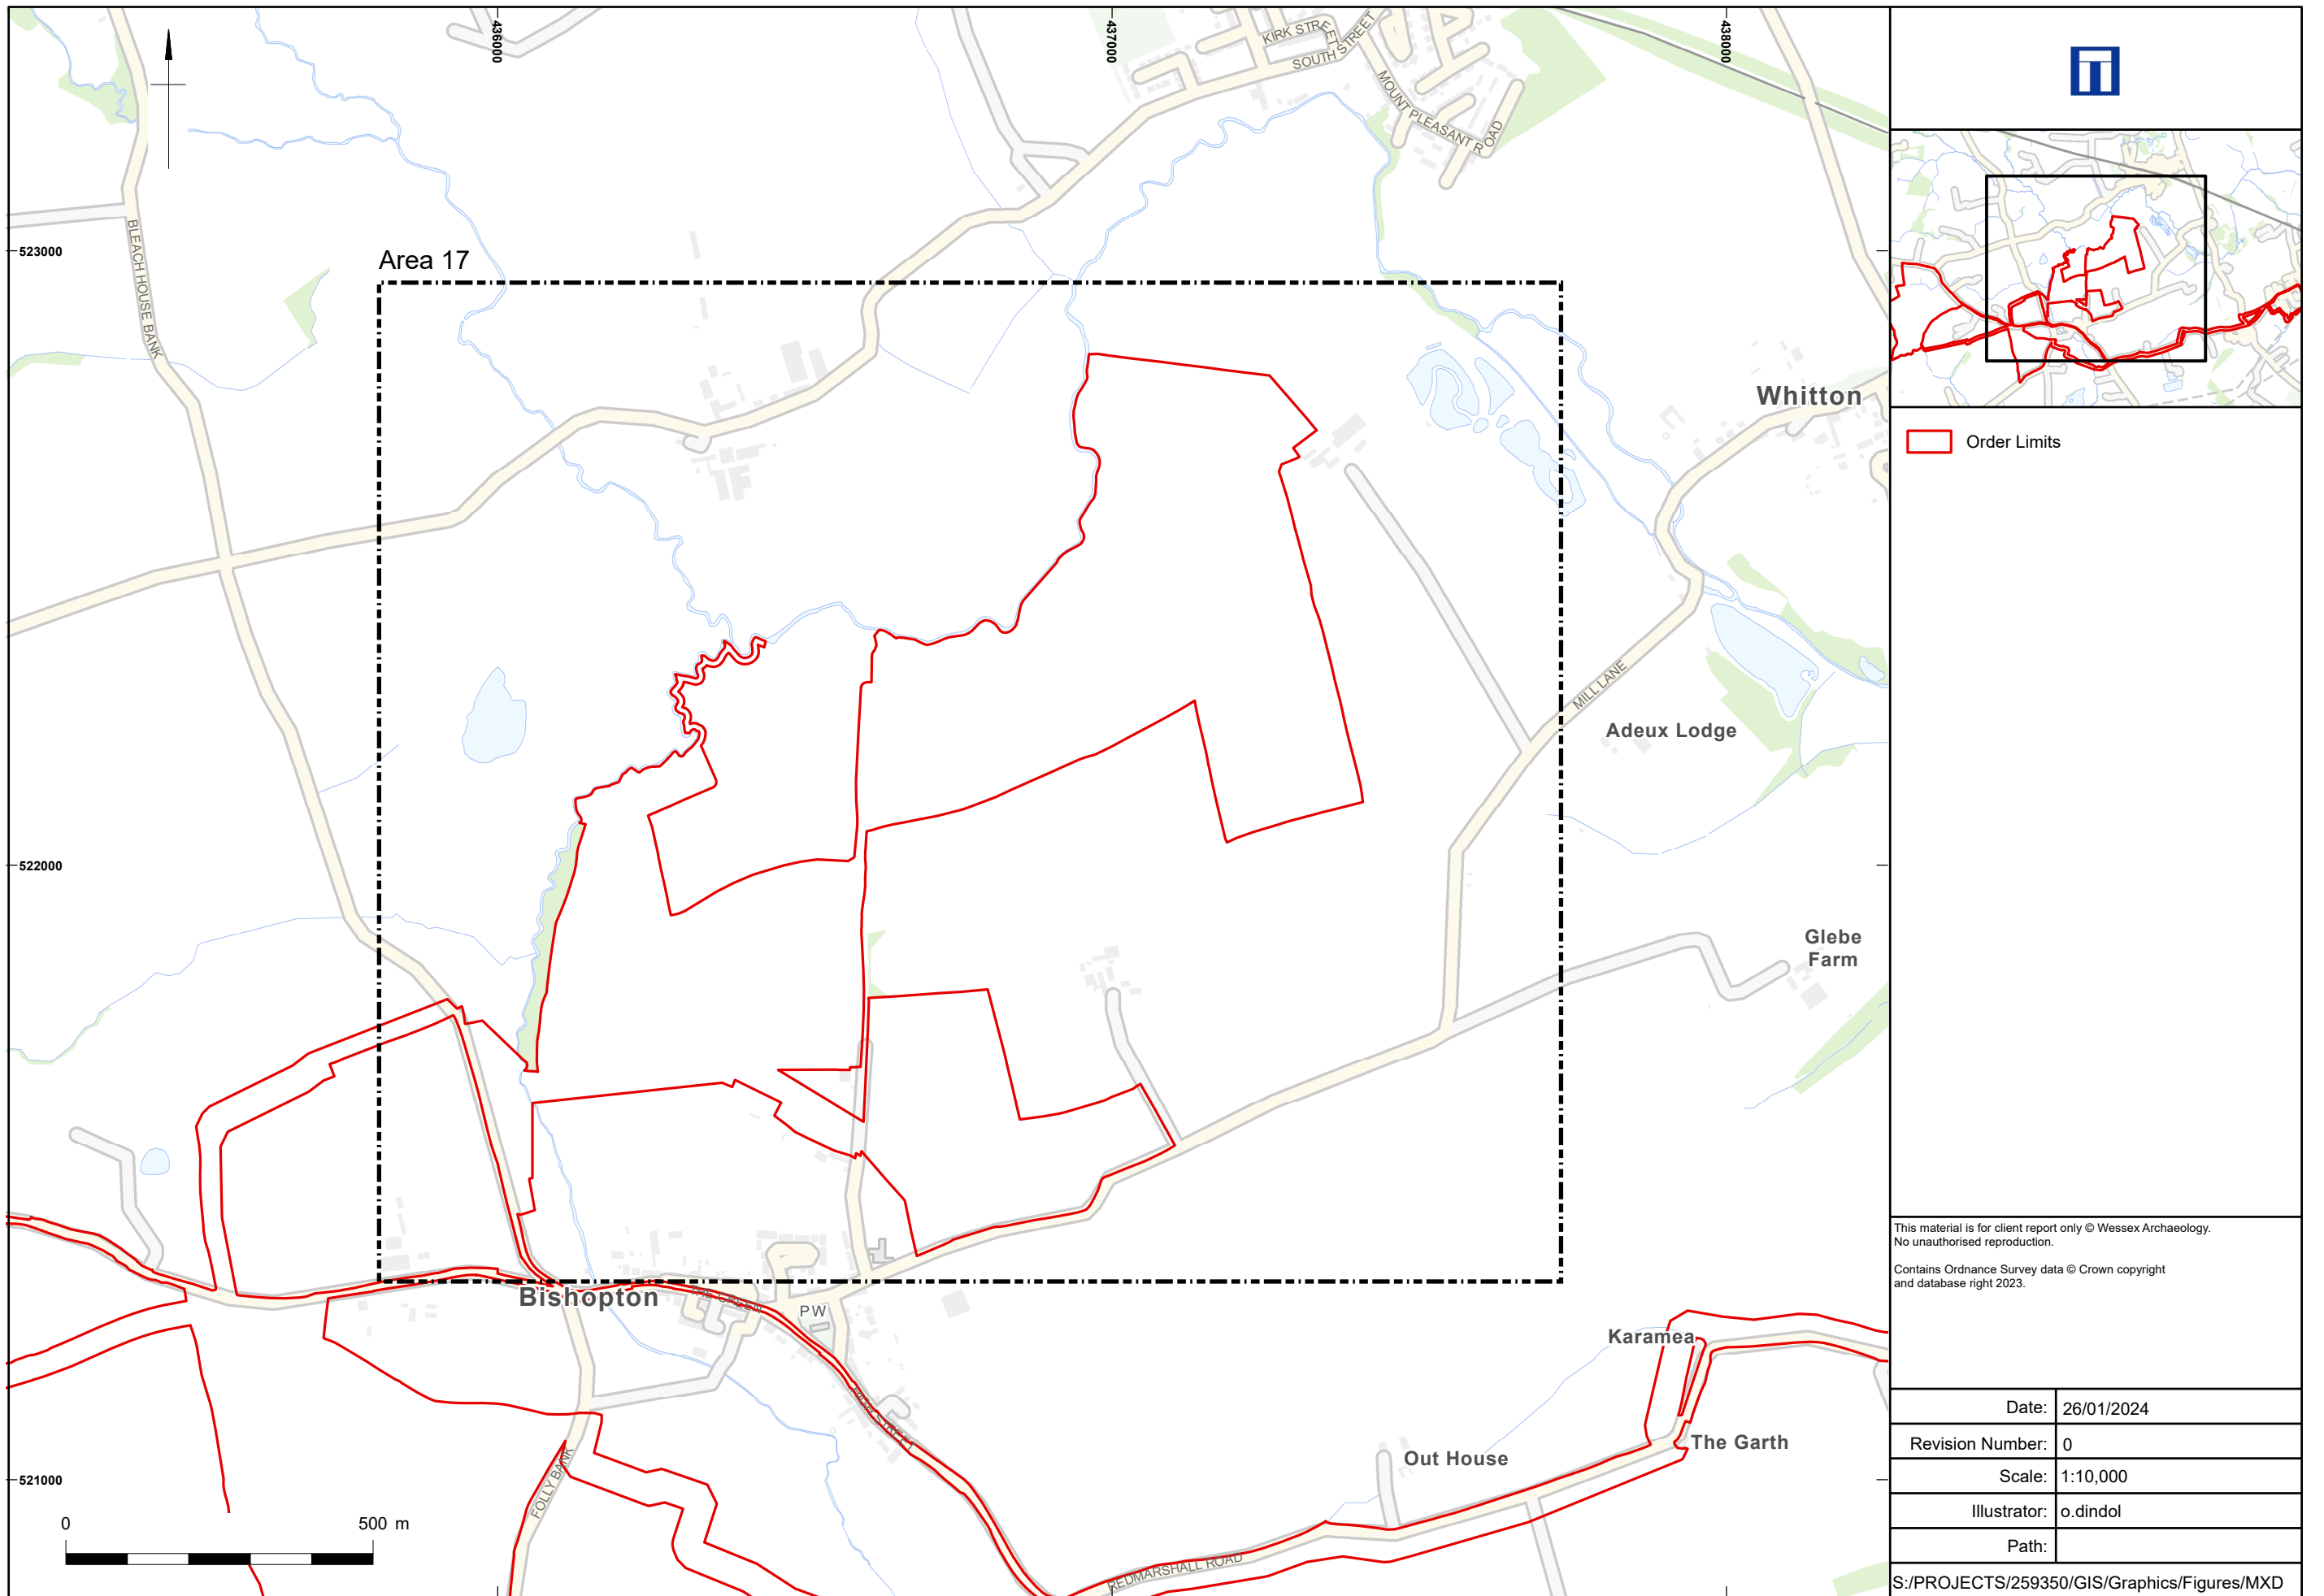 436000
437000
438000
KIRK STREET
SOUTH STREET
MOUNT PLEASANT ROAD
BLEACH HOUSE BANK
523000
Area 17
Whitton
MILL LANE
Adeux Lodge
522000
Glebe
Farm
Bishopton
THE GREEN
PW
HIGH STREET
Karamea
The Garth
Out House
521000
FOLLY BANK
REDMARSHALL ROAD
0
500 m
Order Limits
This material is for client report only © Wessex Archaeology.
No unauthorised reproduction.
Contains Ordnance Survey data © Crown copyright
and database right 2023.
Date: 26/01/2024
Revision Number: 0
Scale: 1:10,000
Illustrator: o.dindol
Path:
S:/PROJECTS/259350/GIS/Graphics/Figures/MXD